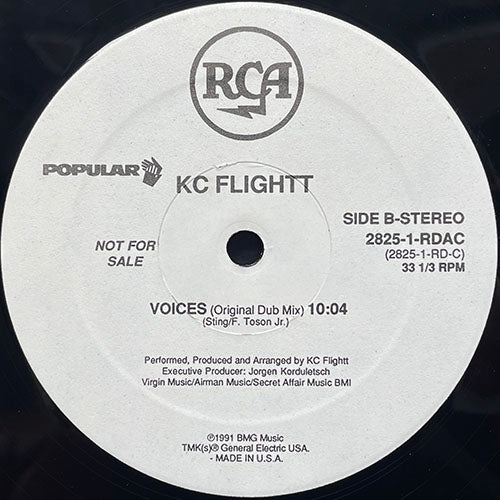 RCA
POPULAR
KC FLIGHTT
NOT FOR
SALE
SIDE B-STEREO
2825-1-RDAC
(2825-1-RD-C)
33 1/3 RPM
VOICES (Original Dub Mix) 10:04
(Sting/F. Toson Jr.)
Performed, Produced and Arranged by KC Flightt
Executive Producer: Jorgen Korduletsch
Virgin Music/Airman Music/Secret Affair Music BMI
℗1991 BMG Music
TMK(s)® General Electric USA.
- MADE IN U.S.A.